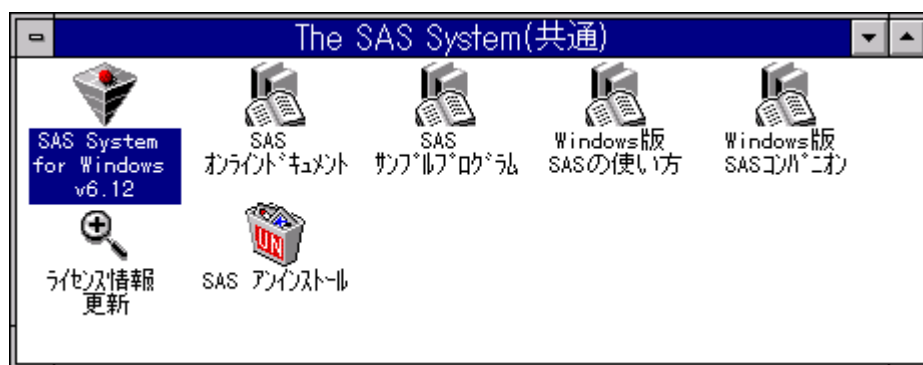 The SAS System(共通)
SAS System
for Windows
v6.12
SAS
オンラインドキュメント
SAS
サンプルプログラム
Windows版
SASの使い方
Windows版
SASコンパニオン
ライセンス情報
更新
SAS アンインストール
UN